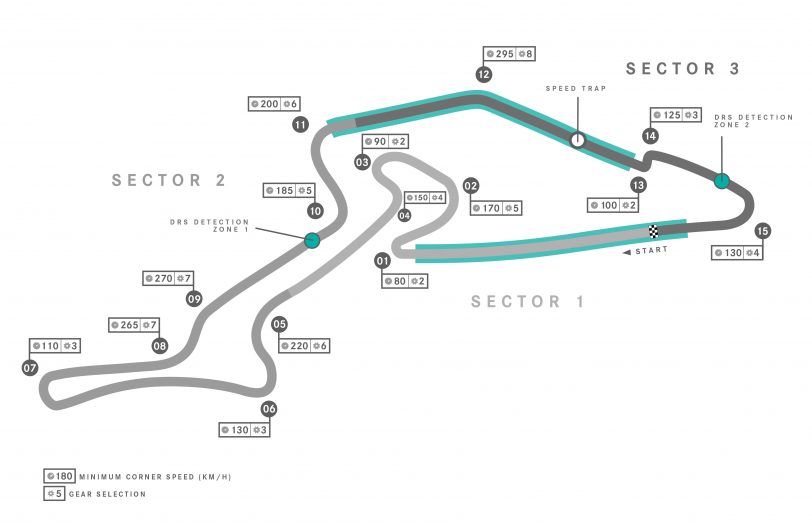 295 8
12
SECTOR 3
SPEED TRAP
200 6
11
125 3
14
DRS DETECTION
ZONE 2
90 2
03
SECTOR 2
185 5
10
150 4
04
02
170 5
13
100 2
DRS DETECTION
ZONE 1
15
130 4
START
01
80 2
270 7
09
SECTOR 1
265 7
08
05
220 6
110 3
07
06
130 3
180 MINIMUM CORNER SPEED (KM/H)
5 GEAR SELECTION